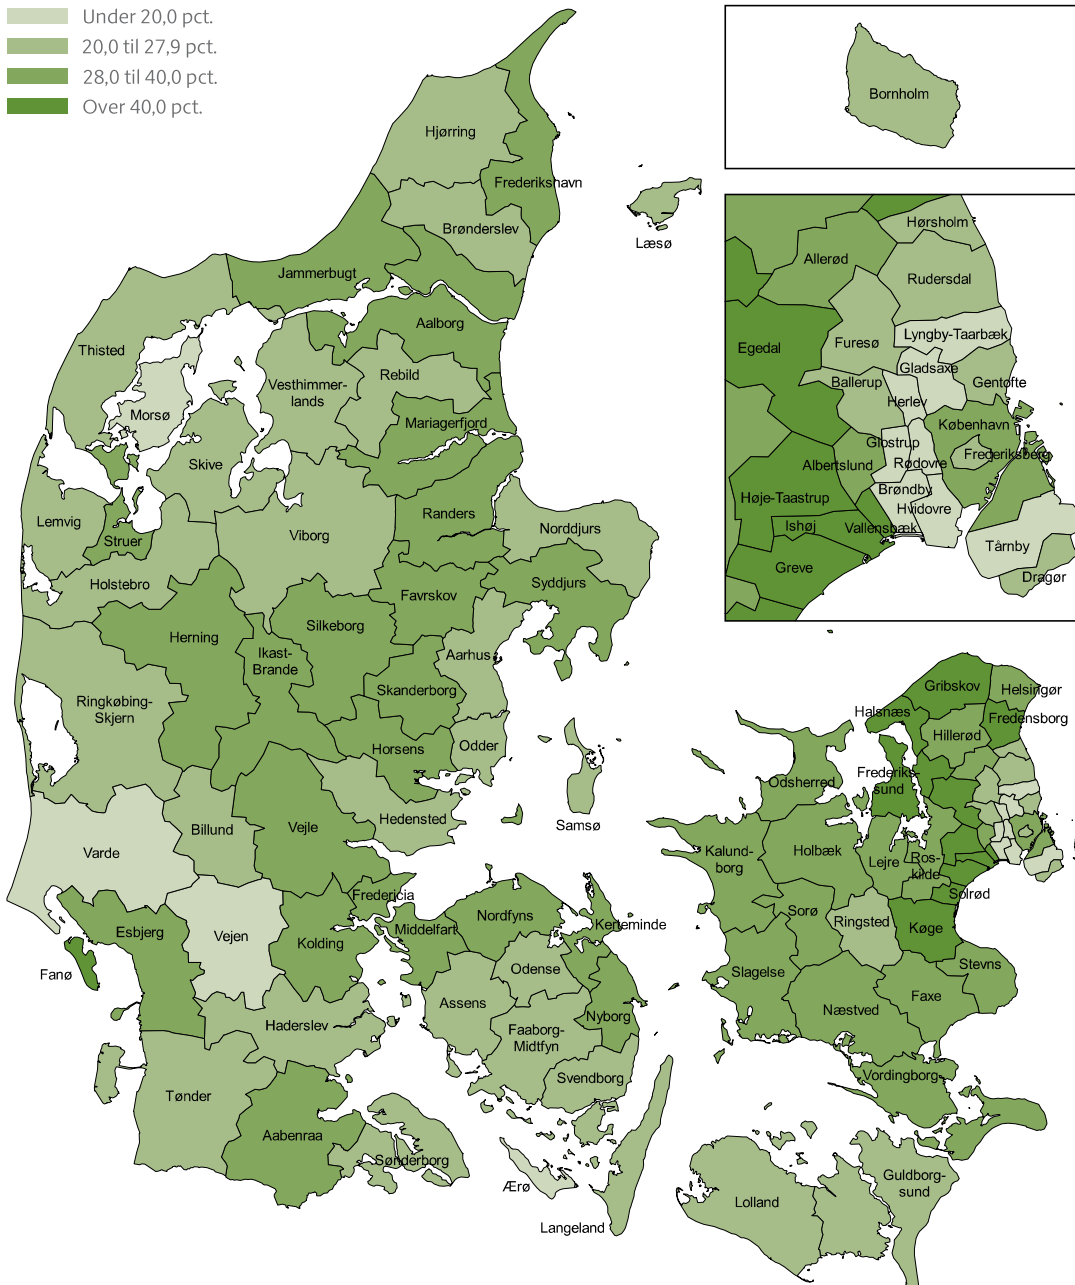 Under 20,0 pct.
20,0 til 27,9 pct.
28,0 til 40,0 pct.
Over 40,0 pct.
Bornholm
Hjørring
Frederikshavn
Brønderslev
Læsø
Jammerbugt
Aalborg
Thisted
Rebild
Vesthimmer-
lands
Morsø
Mariagerfjord
Skive
Lemvig
Randers
Struer
Viborg
Norddjurs
Holstebro
Syddjurs
Favrskov
Herning
Silkeborg
Ikast-
Brande
Aarhus
Skanderborg
Ringkøbing-
Skjern
Horsens
Odder
Samsø
Hedensted
Billund
Vejle
Varde
Fredericia
Esbjerg
Vejen
Kolding
Middelfart
Nordfyns
Kerteminde
Fanø
Odense
Assens
Haderslev
Faaborg-
Midtfyn
Nyborg
Svendborg
Tønder
Aabenraa
Sønderborg
Ærø
Langeland
Hørsholm
Allerød
Rudersdal
Egedal
Furesø
Lyngby-Taarbæk
Gladsaxe
Ballerup
Gentofte
Herlev
København
Glostrup
Frederiksberg
Albertslund
Rødovre
Høje-Taastrup
Brøndby
Hvidovre
Ishøj
Vallensbæk
Tårnby
Greve
Dragør
Gribskov
Helsingør
Halsnæs
Fredensborg
Hillerød
Frederiks-
sund
Odsherred
Kalund-
borg
Holbæk
Lejre
Ros-
kilde
Solrød
Sorø
Ringsted
Køge
Slagelse
Stevns
Faxe
Næstved
Vordingborg
Guldborg-
sund
Lolland